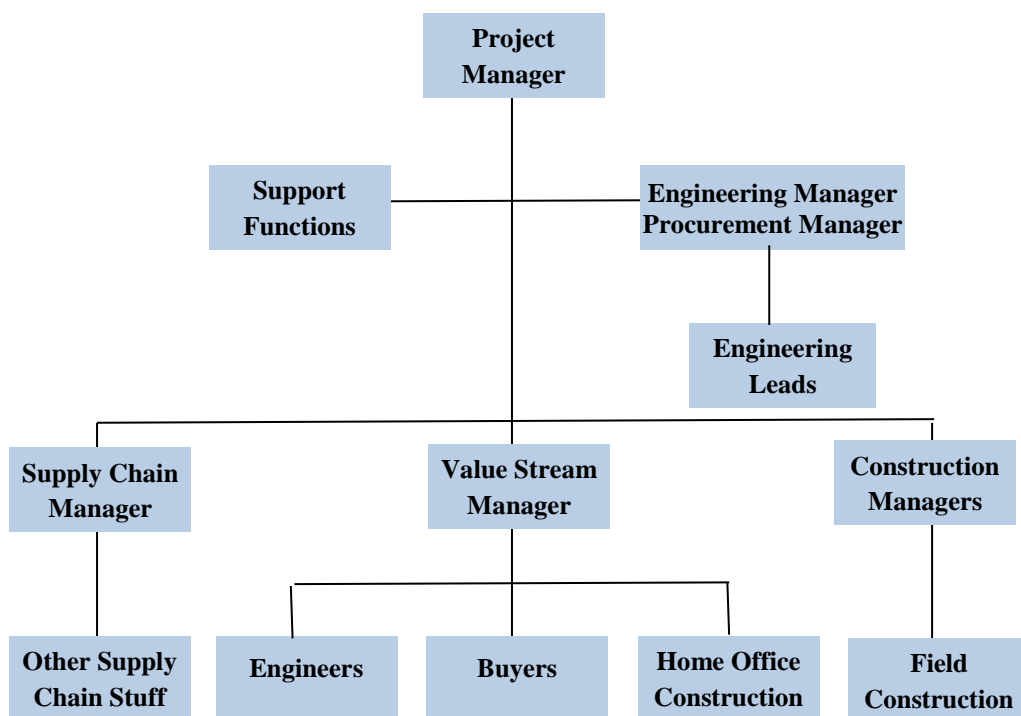 Project
Manager
Support
Functions
Engineering Manager
Procurement Manager
Engineering
Leads
Supply Chain
Manager
Value Stream
Manager
Construction
Managers
Other Supply
Chain Stuff
Engineers
Buyers
Home Office
Construction
Field
Construction